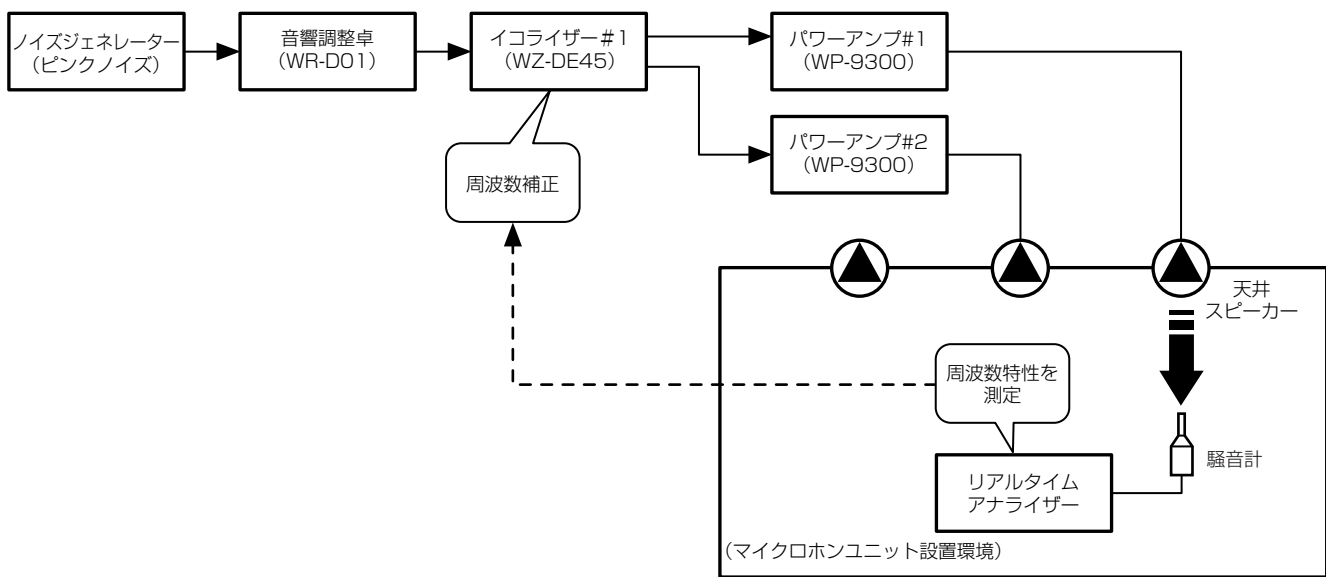 ノイズジェネレーター
（ピンクノイズ）
音響調整卓
（WR-D01）
イコライザー＃1
（WZ-DE45）
パワーアンプ#1
（WP-9300）
パワーアンプ#2
（WP-9300）
周波数補正
天井
スピーカー
周波数特性を
測定
騒音計
リアルタイム
アナライザー
（マイクロホンユニット設置環境）